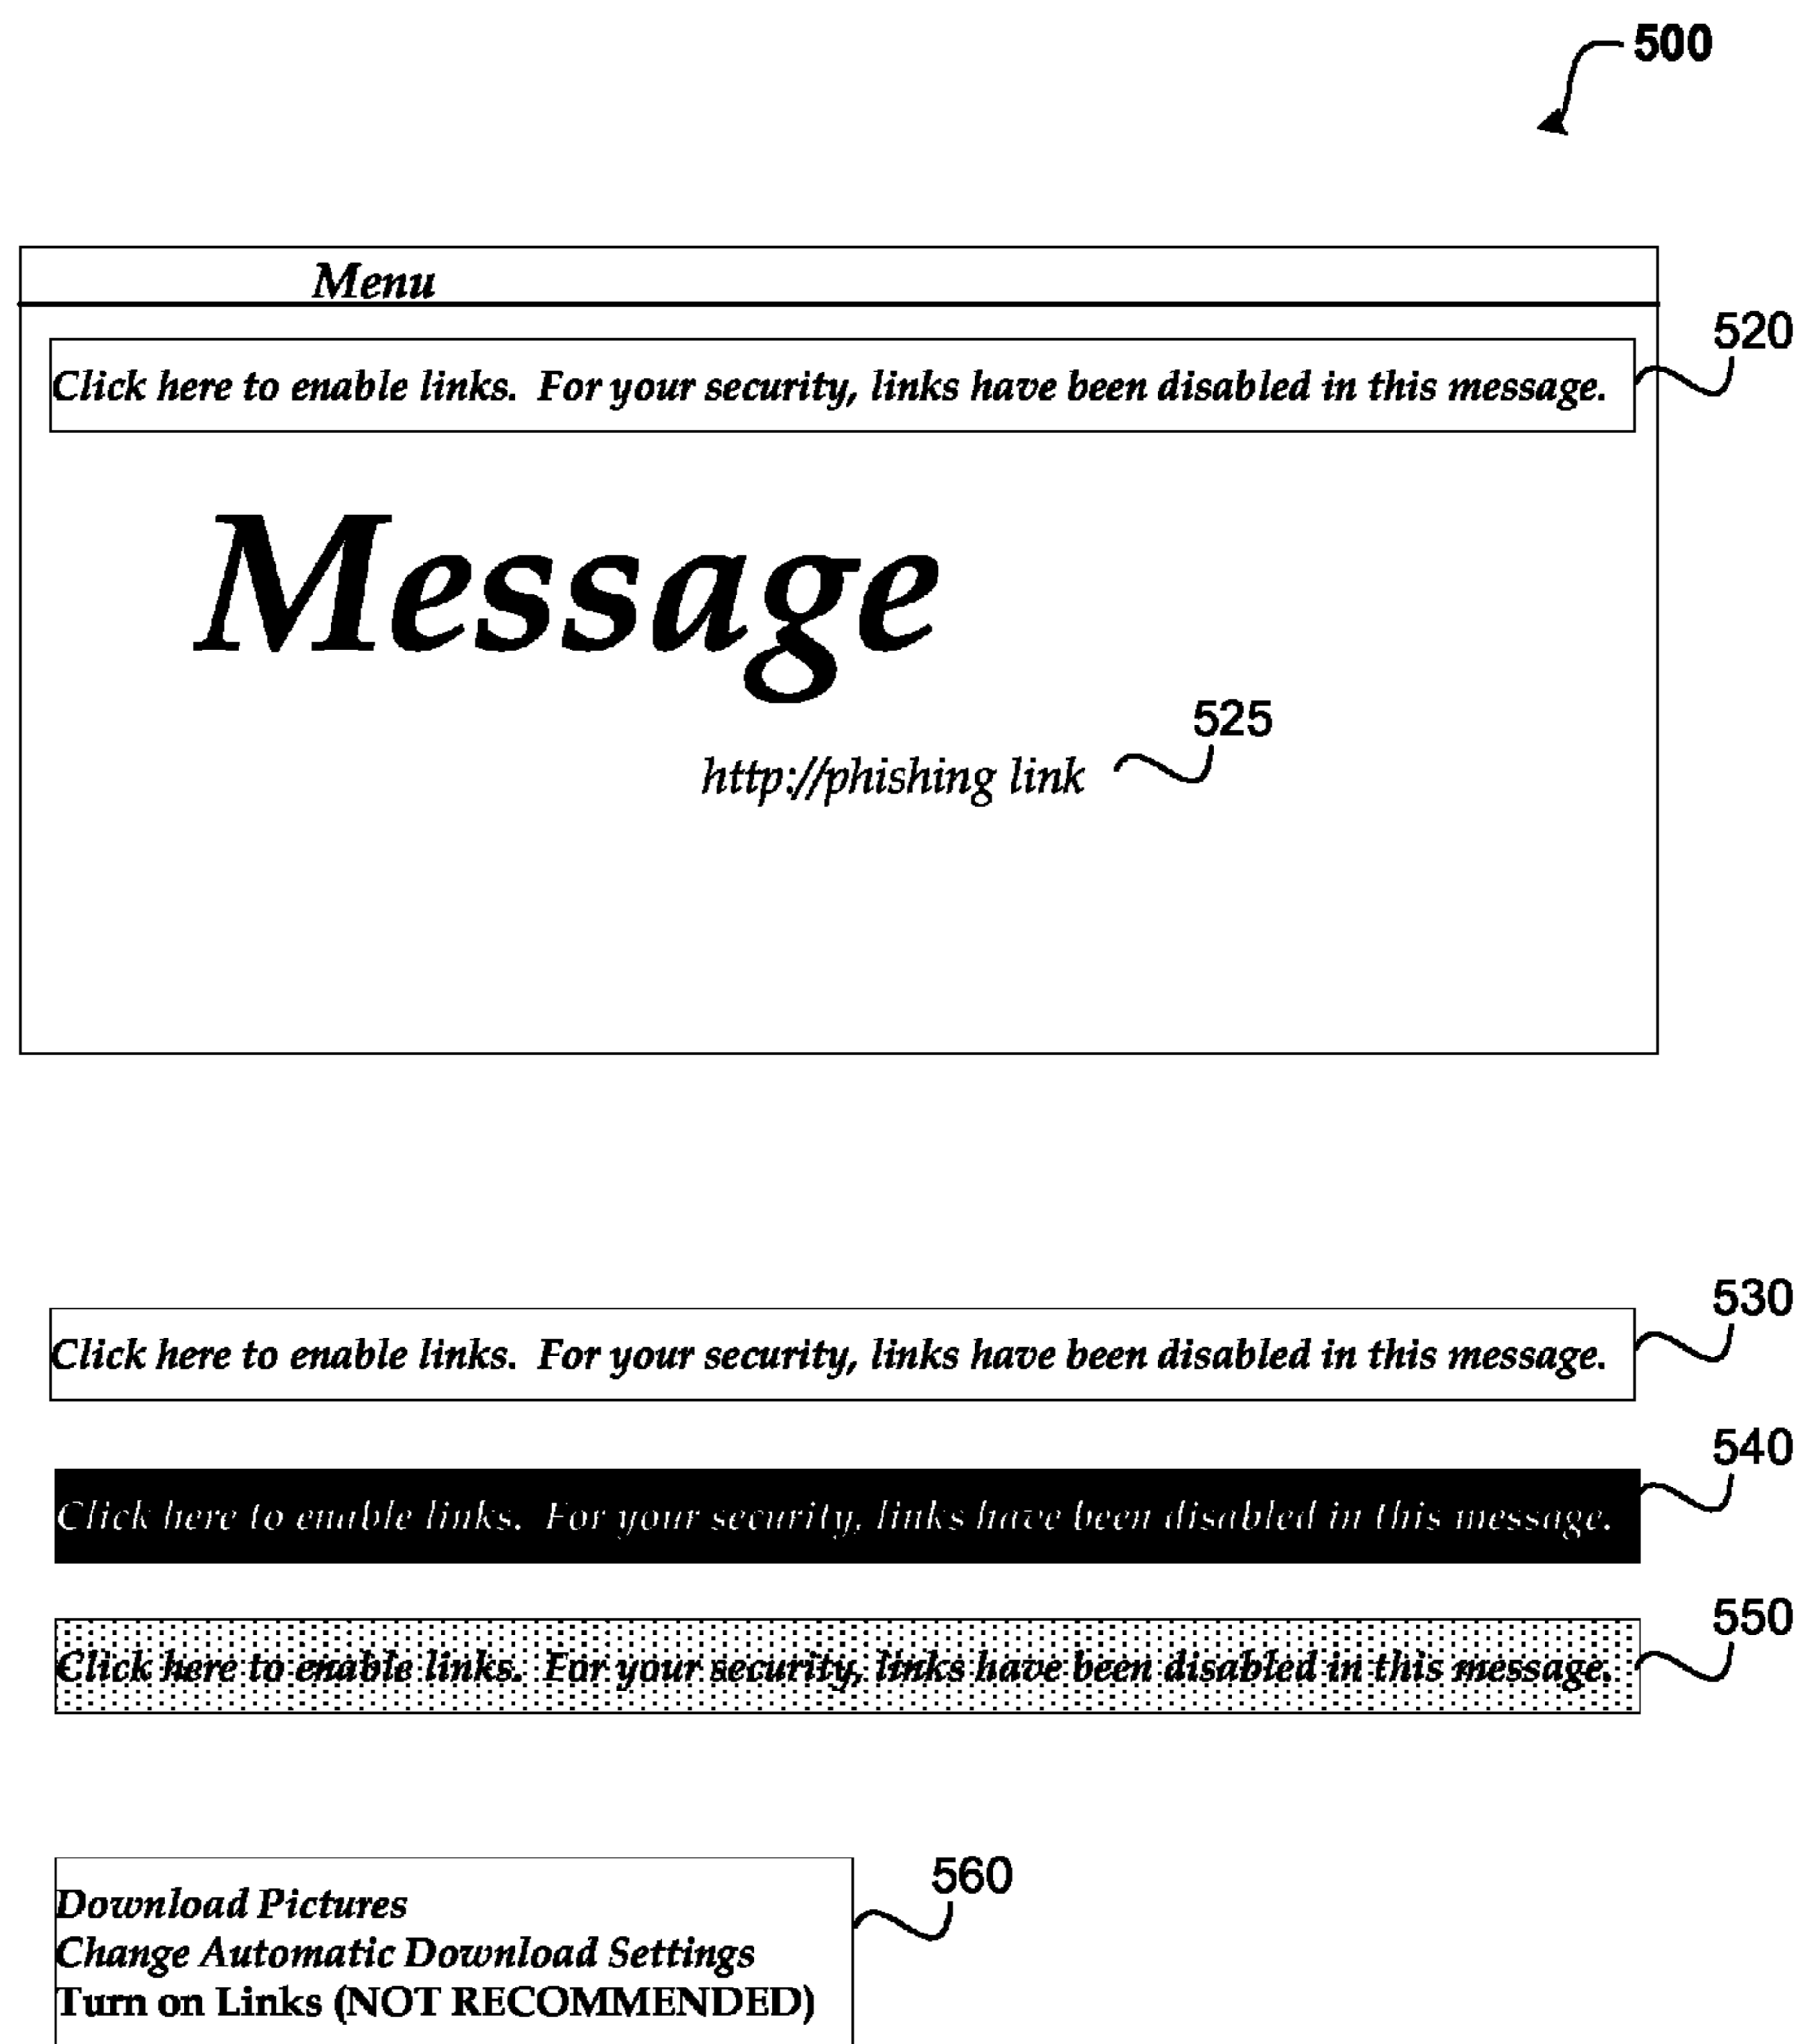 500
Menu
520
Click here to enable links. For your security, links have been disabled in this message.
Message
525
http://phishing link
530
Click here to enable links. For your security, links have been disabled in this message.
540
Click here to enable links. For your security, links have been disabled in this message.
550
Click here to enable links. For your security, links have been disabled in this message.
560
Download Pictures
Change Automatic Download Settings
Turn on Links (NOT RECOMMENDED)